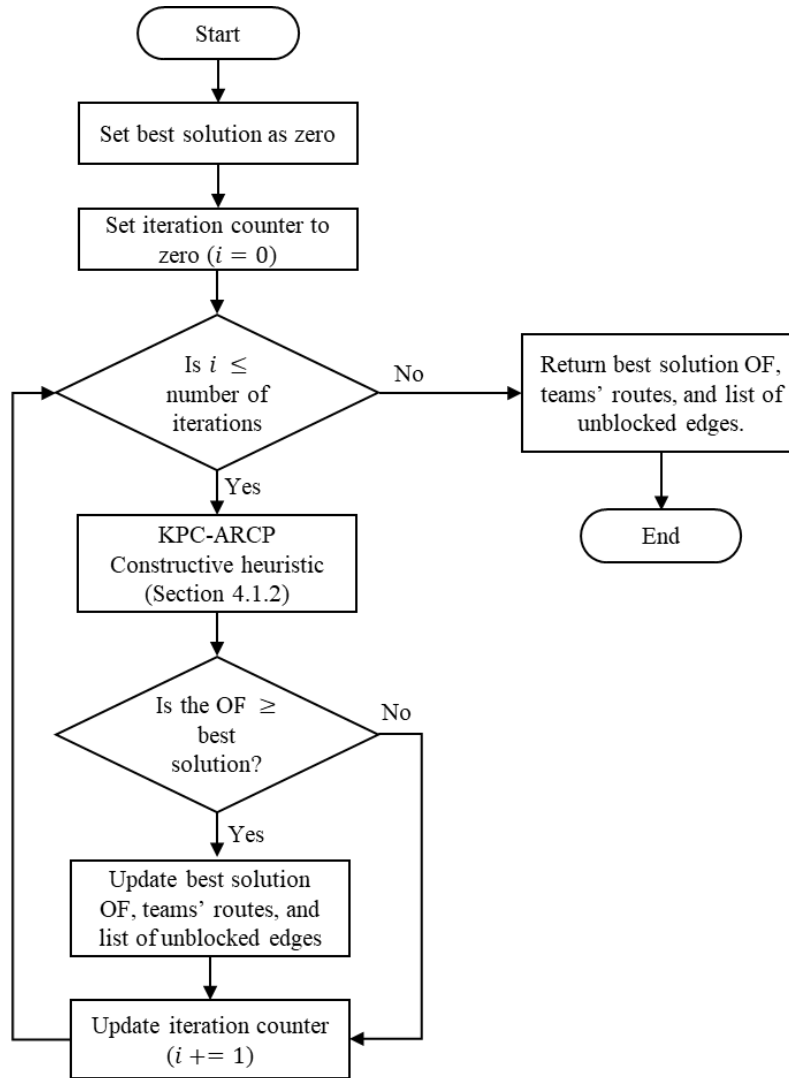 Start
Set best solution as zero
Set iteration counter to
zero (i = 0)
Is i ≤
number of
iterations
No
Return best solution OF,
teams’ routes, and list of
unblocked edges.
Yes
End
KPC-ARCP
Constructive heuristic
(Section 4.1.2)
Is the OF ≥
best
solution?
No
Yes
Update best solution
OF, teams’ routes, and
list of unblocked edges
Update iteration counter
(i += 1)